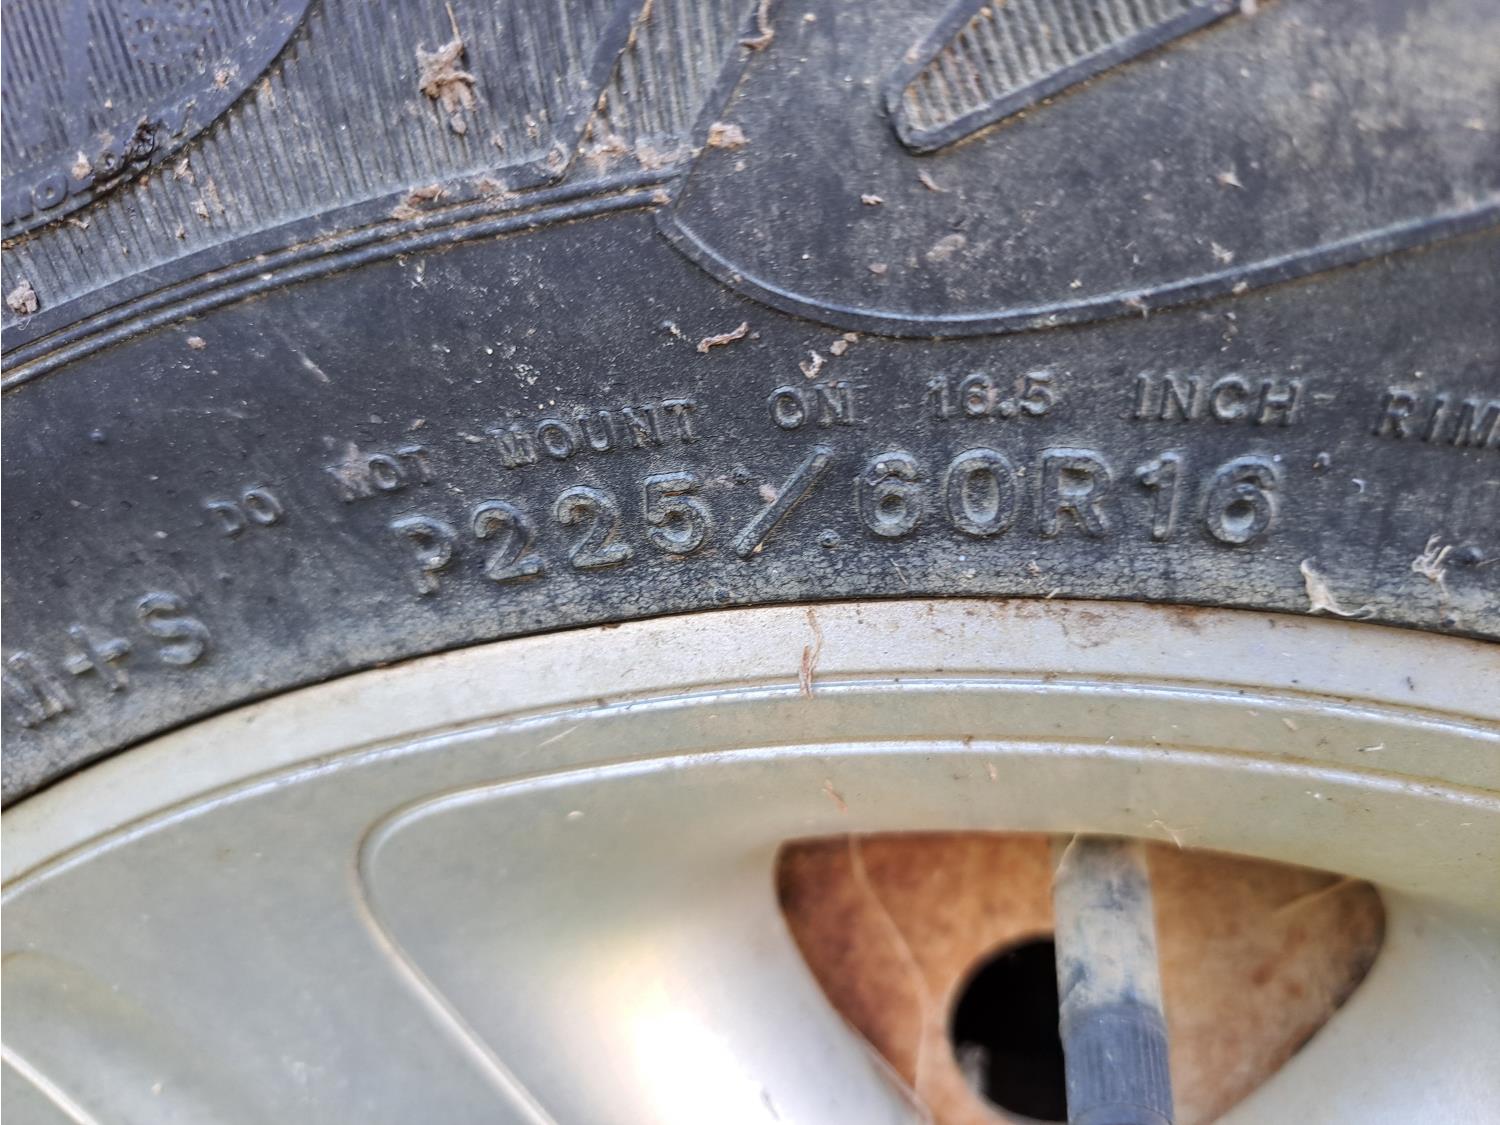 DO NOT MOUNT ON 16.5 INCH RIM
P225/60R16
M+S